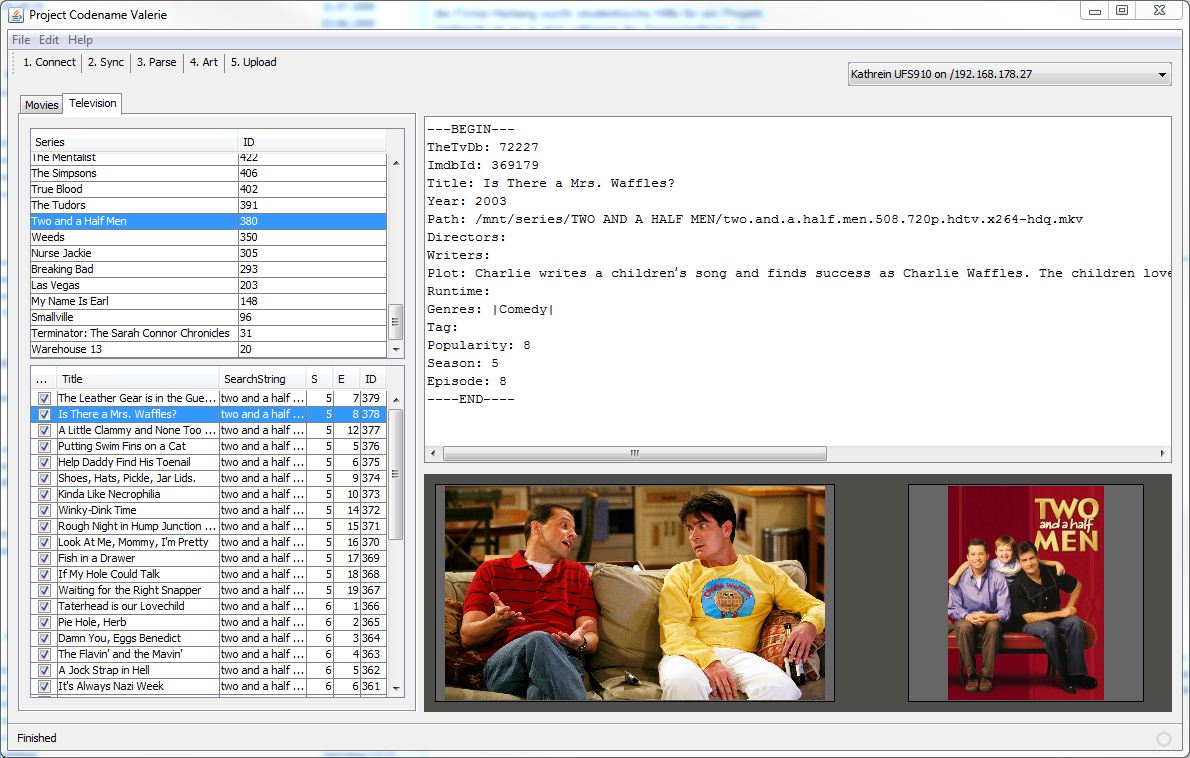 Project Codename Valerie
File Edit Help
1. Connect 2. Sync 3. Parse 4. Art 5. Upload
Kathrein UFS910 on /192.168.178.27
Movies Television
Series ID
The Mentalist 422
The Simpsons 406
True Blood 402
The Tudors 391
Two and a Half Men 380
Weeds 350
Nurse Jackie 305
Breaking Bad 293
Las Vegas 203
My Name Is Earl 148
Smallville 96
Terminator: The Sarah Connor Chronicles 31
Warehouse 13 20
... Title SearchString S E ID
The Leather Gear is in the Gue... two and a half ... 5 7 379
Is There a Mrs. Waffles? two and a half ... 5 8 378
A Little Clammy and None Too ... two and a half ... 5 12 377
Putting Swim Fins on a Cat two and a half ... 5 5 376
Help Daddy Find His Toenail two and a half ... 5 6 375
Shoes, Hats, Pickle, Jar Lids. two and a half ... 5 9 374
Kinda Like Necrophilia two and a half ... 5 10 373
Winky-Dink Time two and a half ... 5 14 372
Rough Night in Hump Junction ... two and a half ... 5 15 371
Look At Me, Mommy, I'm Pretty two and a half ... 5 16 370
Fish in a Drawer two and a half ... 5 17 369
If My Hole Could Talk two and a half ... 5 18 368
Waiting for the Right Snapper two and a half ... 5 19 367
Taterhead is our Lovechild two and a half ... 6 1 366
Pie Hole, Herb two and a half ... 6 2 365
Damn You, Eggs Benedict two and a half ... 6 3 364
The Flavin' and the Mavin' two and a half ... 6 4 363
A Jock Strap in Hell two and a half ... 6 5 362
It's Always Nazi Week two and a half ... 6 6 361
---BEGIN---
TheTvDb: 72227
ImdbId: 369179
Title: Is There a Mrs. Waffles?
Year: 2003
Path: /mnt/series/TWO AND A HALF MEN/two.and.a.half.men.508.720p.hdtv.x264-hdq.mkv
Directors:
Writers:
Plot: Charlie writes a children's song and finds success as Charlie Waffles. The children love
Runtime:
Genres: |Comedy|
Tag:
Popularity: 8
Season: 5
Episode: 8
----END----
Charlie Waffles
TWO
and a half
MEN
Finished